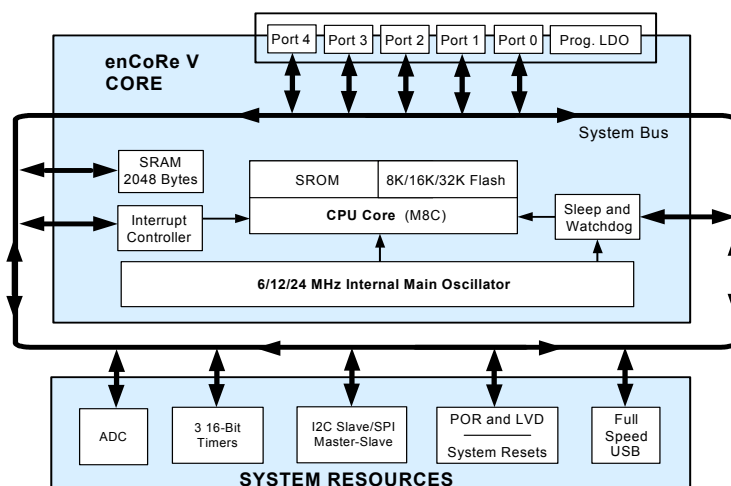 Port 4 Port 3 Port 2 Port 1 Port 0 Prog. LDO
enCoRe V
CORE
System Bus
SRAM
2048 Bytes
SROM
8K/16K/32K Flash
CPU Core (M8C)
Interrupt
Controller
Sleep and
Watchdog
6/12/24 MHz Internal Main Oscillator
ADC
3 16-Bit
Timers
I2C Slave/SPI
Master-Slave
POR and LVD
System Resets
Full
Speed
USB
SYSTEM RESOURCES